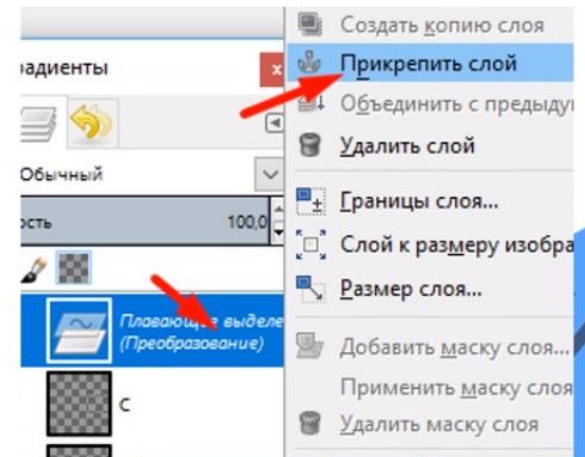 Создать копию слоя
адиенты x Прикрепить слой
Объединить с предыду
Удалить слой
Обычный
Границы слоя...
ость 100,0
Слой к размеру изобра
Размер слоя...
Плавающее выделе
(Преобразование)
Добавить маску слоя...
Применить маску слоя
С
Удалить маску слоя